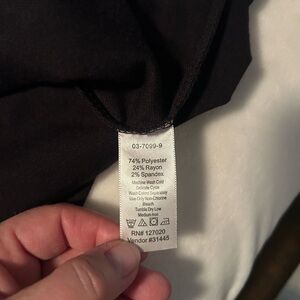 03-7099-9
74% Polyester
24% Rayon
2% Spandex
Machine Wash Cold
Delicate Cycle
Wash Colors Separately
Use Only Non-Chlorine
Bleach
Tumble Dry Low
Medium Iron
RN# 127020
Vendor #31445